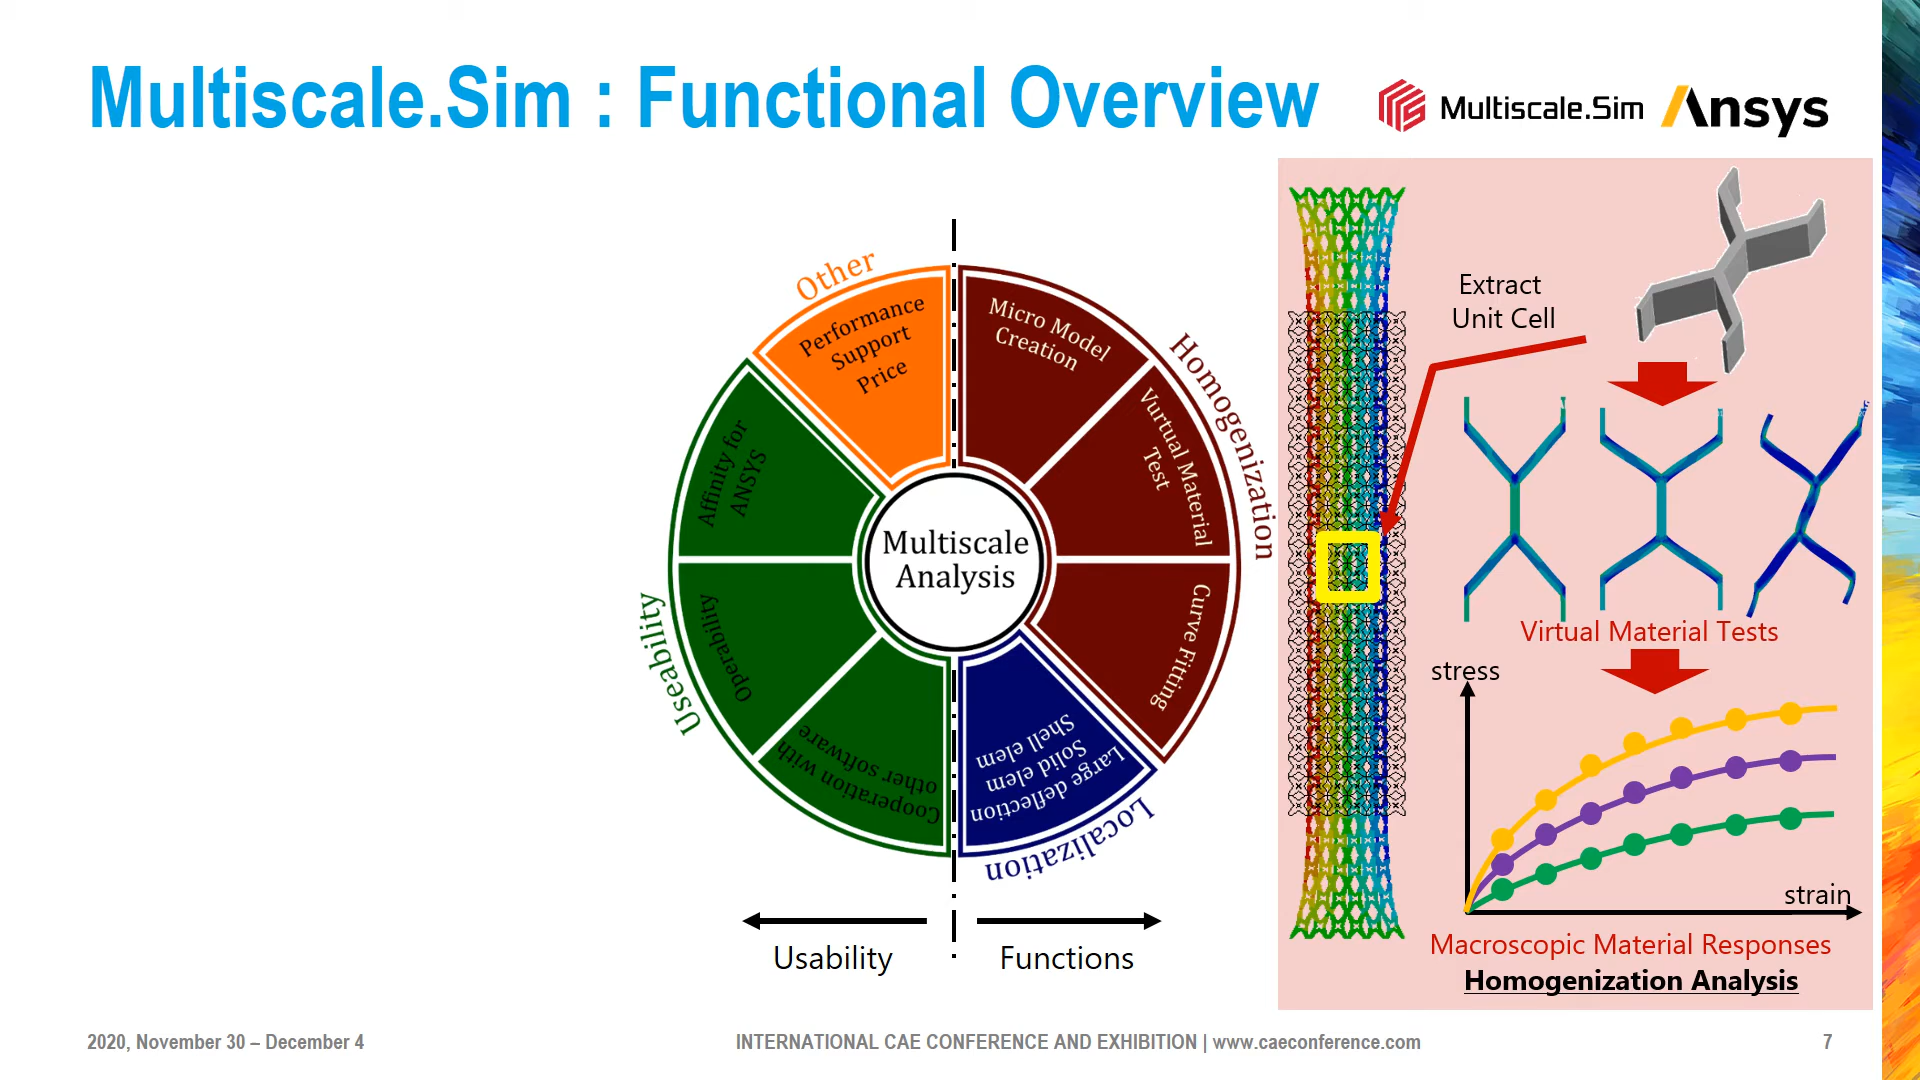 Multiscale.Sim : Functional Overview
Multiscale.Sim
Ansys
Other
Performance
Support
Price
Micro Model
Creation
Homogenization
Vurtual Material
Test
Curve Fitting
Affinity for
ANSYS
Operability
Useability
Cooperation with
other software
Large deflection
Solid elem
Shell elem
Localization
Multiscale
Analysis
Usability
Functions
Extract
Unit Cell
Virtual Material Tests
stress
strain
Macroscopic Material Responses
Homogenization Analysis
2020, November 30 – December 4
INTERNATIONAL CAE CONFERENCE AND EXHIBITION | www.caeconference.com
7